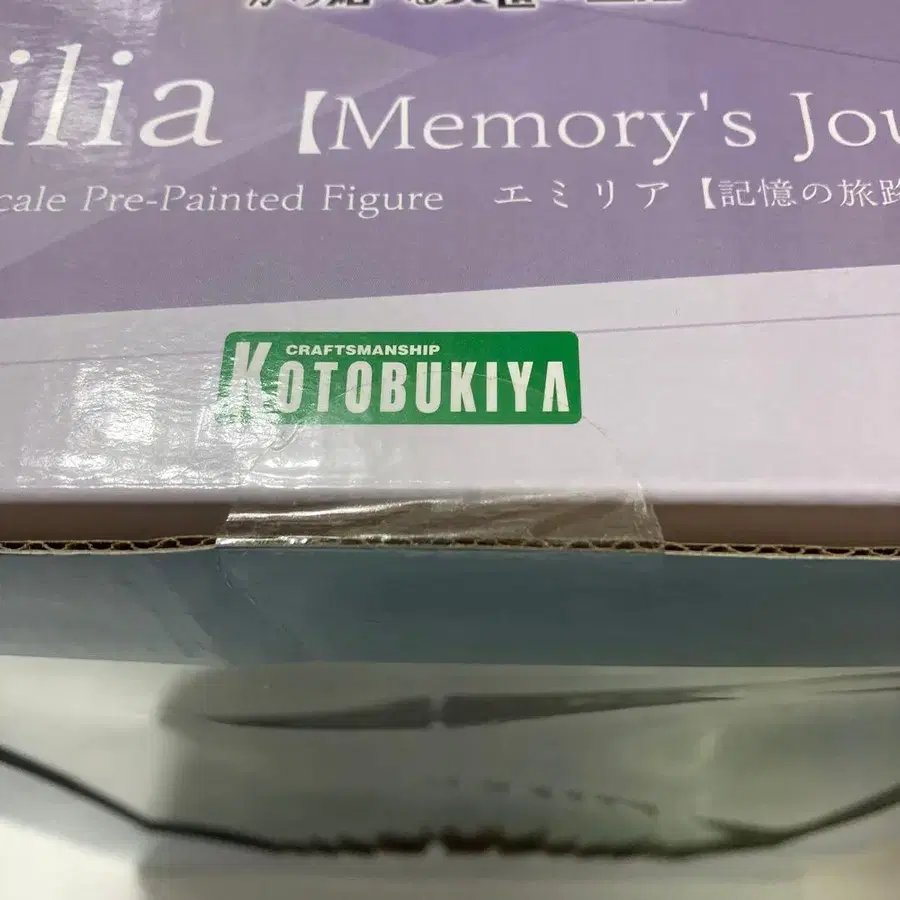 ilia 【Memory's Jou
cale Pre-Painted Figure エミリア【記憶の旅路
CRAFTSMANSHIP
KOTOBUKIYA